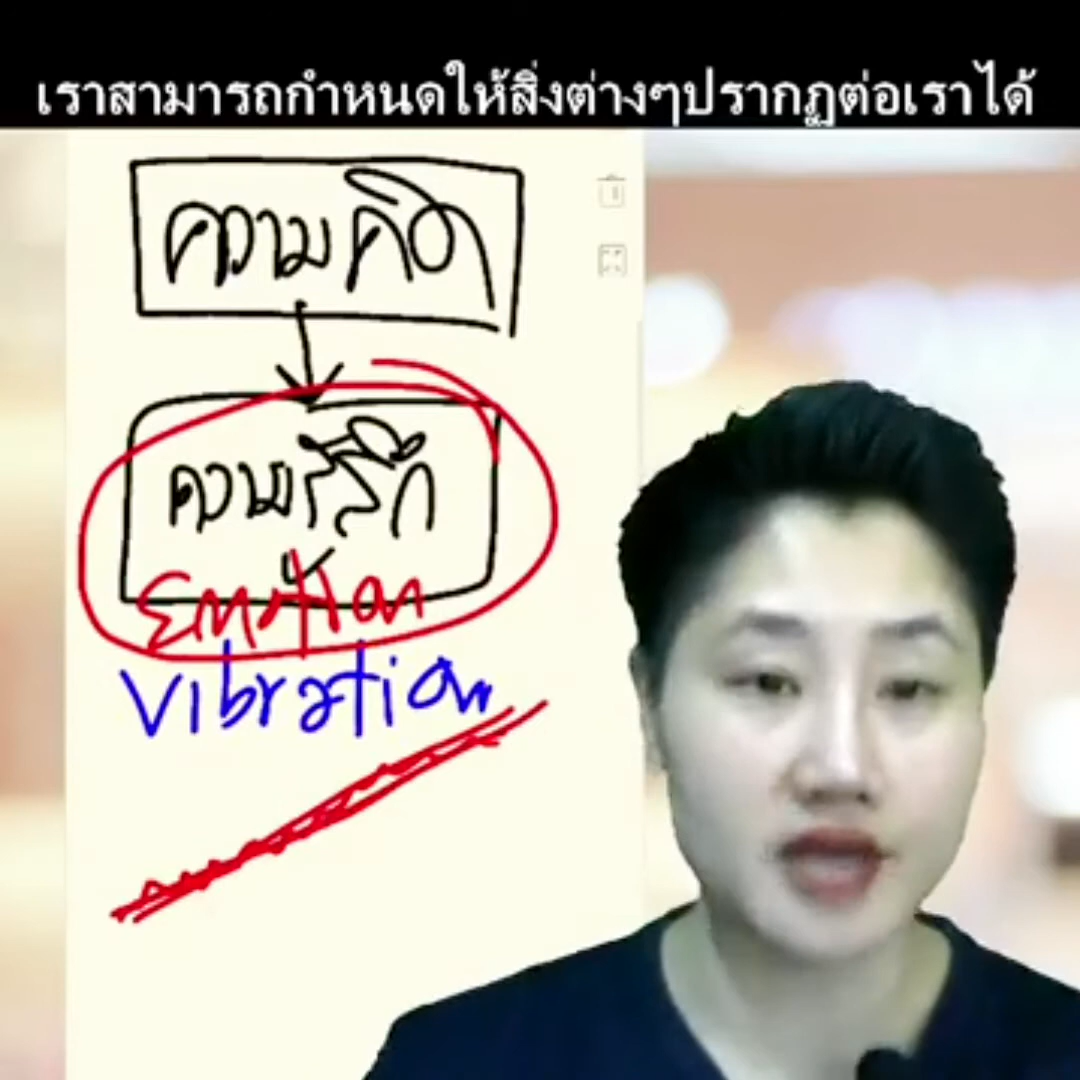 เราสามารถกำหนดให้สิ่งต่างๆปรากฏต่อเราได้
ความคิด
ความรู้สึก
Emotion
Vibration